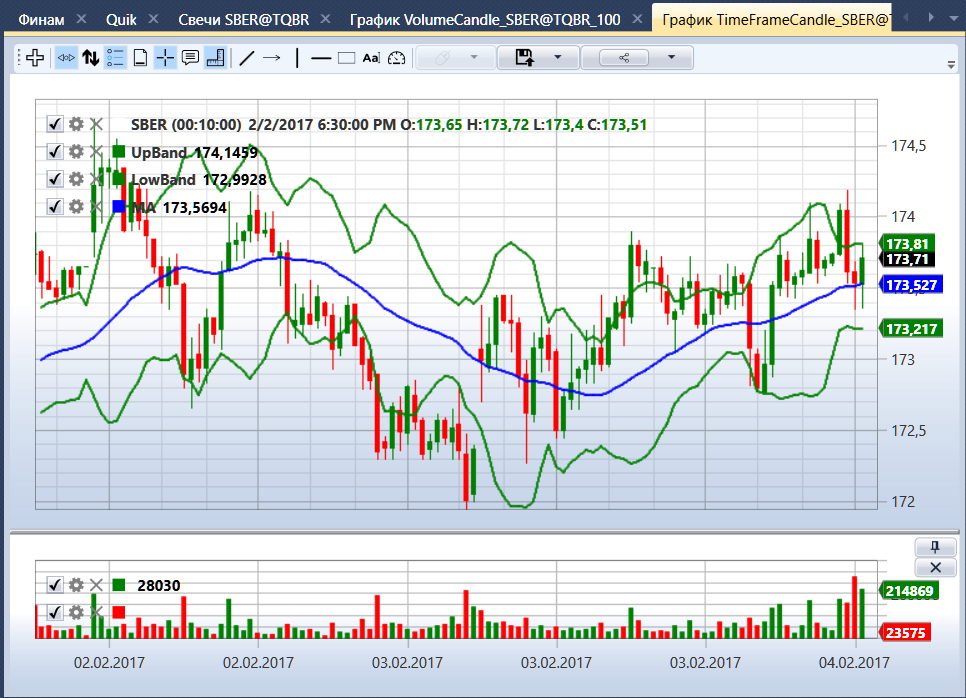 Финам Quik Свечи SBER@TQBR График VolumeCandle_SBER@TQBR_100 График TimeFrameCandle_SBER@
Aa
SBER (00:10:00) 2/2/2017 6:30:00 PM O:173,65 H:173,72 L:173,4 C:173,51
UpBand 174,1459
LowBand 172,9928
MA 173,5694
174,5
174
173,81
173,71
173,527
173,217
173
172,5
172
28030
214869
23575
02.02.2017 02.02.2017 03.02.2017 03.02.2017 03.02.2017 04.02.2017